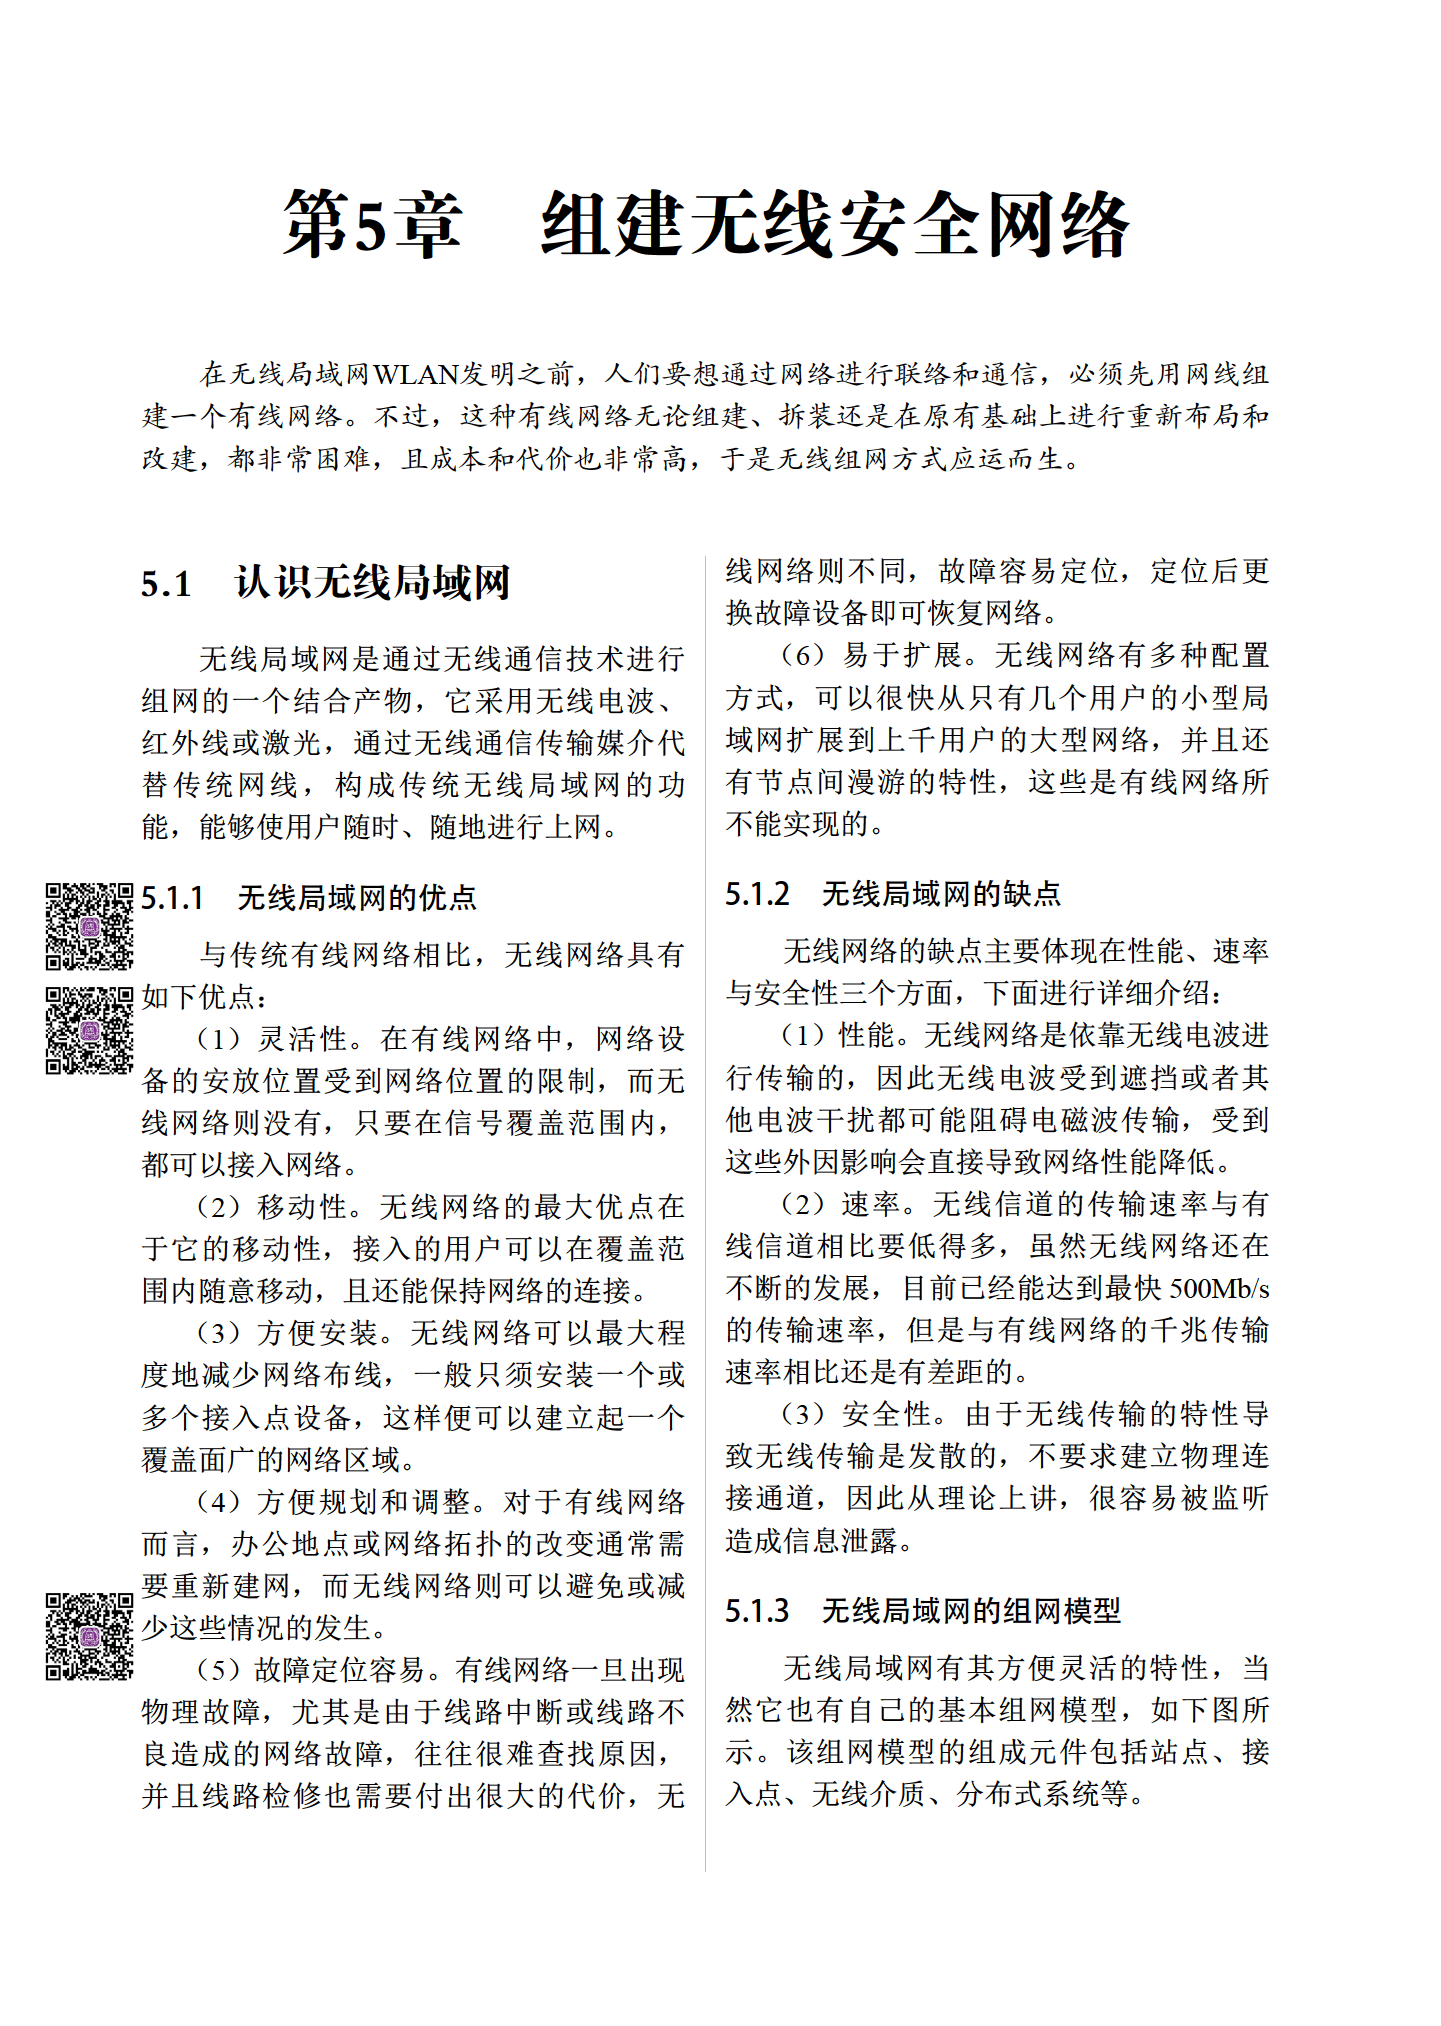 第5章　组建无线安全网络
在无线局域网WLAN发明之前，人们要想通过网络进行联络和通信，必须先用网线组
建一个有线网络。不过，这种有线网络无论组建、拆装还是在原有基础上进行重新布局和
改建，都非常困难，且成本和代价也非常高，于是无线组网方式应运而生。
5.1　认识无线局域网
无线局域网是通过无线通信技术进行
组网的一个结合产物，它采用无线电波、
红外线或激光，通过无线通信传输媒介代
替传统网线，构成传统无线局域网的功
能，能够使用户随时、随地进行上网。
5.1.1　无线局域网的优点
与传统有线网络相比，无线网络具有
如下优点：
（1）灵活性。在有线网络中，网络设
备的安放位置受到网络位置的限制，而无
线网络则没有，只要在信号覆盖范围内，
都可以接入网络。
（2）移动性。无线网络的最大优点在
于它的移动性，接入的用户可以在覆盖范
围内随意移动，且还能保持网络的连接。
（3）方便安装。无线网络可以最大程
度地减少网络布线，一般只须安装一个或
多个接入点设备，这样便可以建立起一个
覆盖面广的网络区域。
（4）方便规划和调整。对于有线网络
而言，办公地点或网络拓扑的改变通常需
要重新建网，而无线网络则可以避免或减
少这些情况的发生。
（5）故障定位容易。有线网络一旦出现
物理故障，尤其是由于线路中断或线路不
良造成的网络故障，往往很难查找原因，
并且线路检修也需要付出很大的代价，无
线网络则不同，故障容易定位，定位后更
换故障设备即可恢复网络。
（6）易于扩展。无线网络有多种配置
方式，可以很快从只有几个用户的小型局
域网扩展到上千用户的大型网络，并且还
有节点间漫游的特性，这些是有线网络所
不能实现的。
5.1.2　无线局域网的缺点
无线网络的缺点主要体现在性能、速率
与安全性三个方面，下面进行详细介绍：
（1）性能。无线网络是依靠无线电波进
行传输的，因此无线电波受到遮挡或者其
他电波干扰都可能阻碍电磁波传输，受到
这些外因影响会直接导致网络性能降低。
（2）速率。无线信道的传输速率与有
线信道相比要低得多，虽然无线网络还在
不断的发展，目前已经能达到最快 500Mb/s
的传输速率，但是与有线网络的千兆传输
速率相比还是有差距的。
（3）安全性。由于无线传输的特性导
致无线传输是发散的，不要求建立物理连
接通道，因此从理论上讲，很容易被监听
造成信息泄露。
5.1.3　无线局域网的组网模型
无线局域网有其方便灵活的特性，当
然它也有自己的基本组网模型，如下图所
示。该组网模型的组成元件包括站点、接
入点、无线介质、分布式系统等。